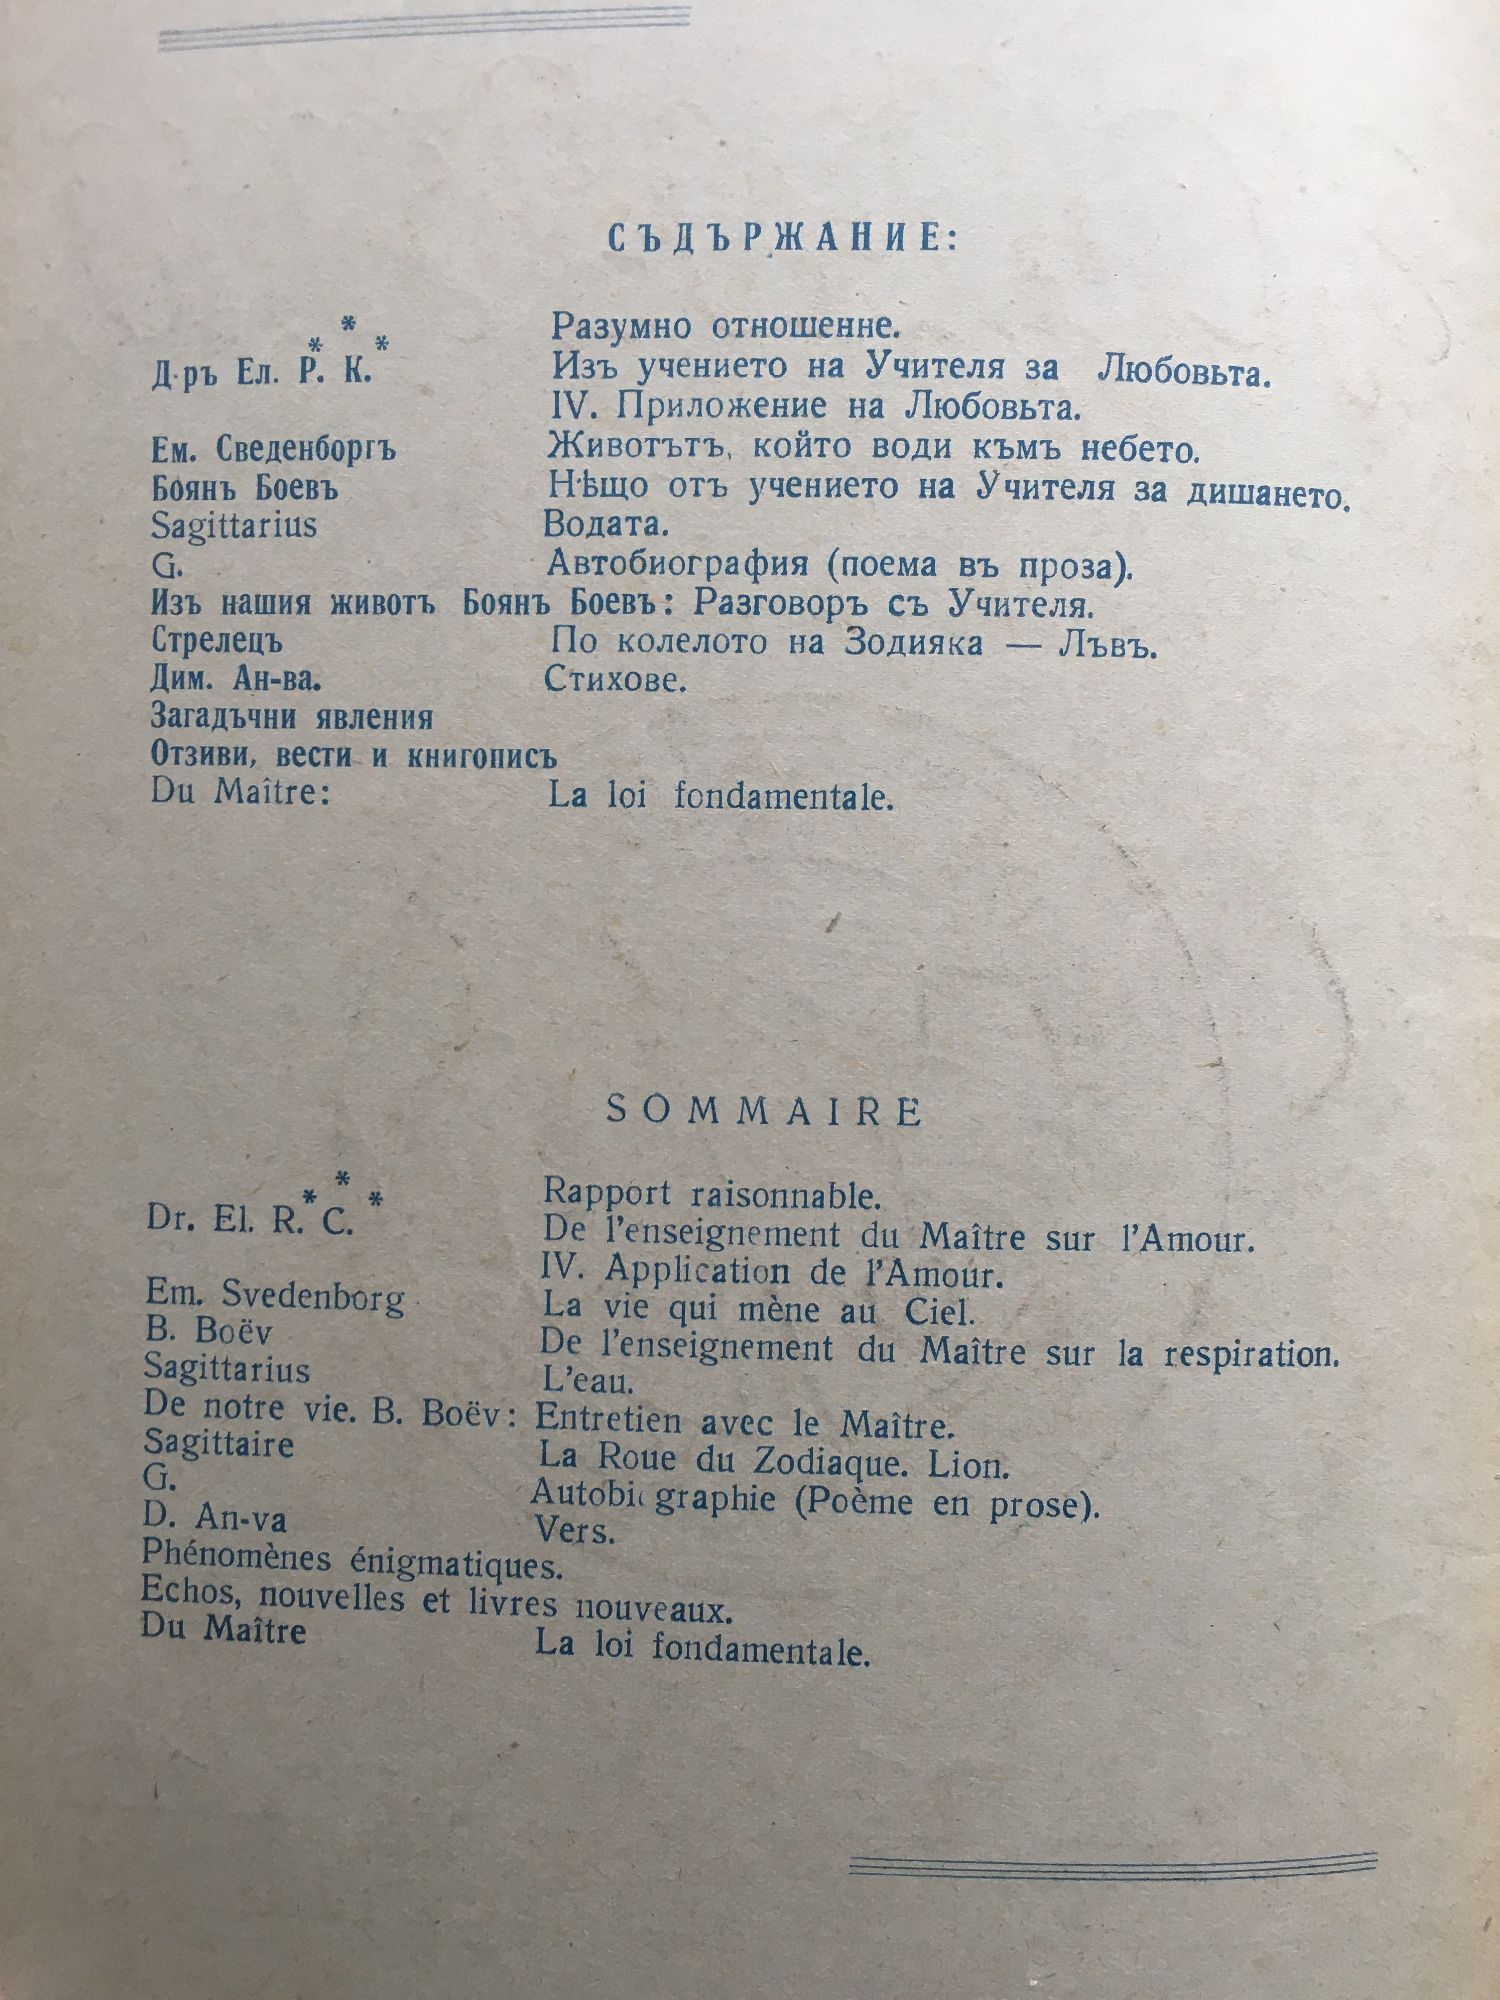 СЪДЪРЖАНИЕ:
* * * Разумно отношенне.
Д-ръ Ел. Р. К. Изъ учението на Учителя за Любовьта.
IV. Приложение на Любовьта.
Ем. Сведенборгъ Животътъ, който води къмъ небето.
Боянъ Боевъ Нѣщо отъ учението на Учителя за дишането.
Sagittarius Водата.
G. Автобиография (поема въ проза).
Изъ нашия животъ Боянъ Боевъ: Разговоръ съ Учителя.
Стрелецъ По колелото на Зодияка — Лъвъ.
Дим. Ан-ва. Стихове.
Загадъчни явления
Отзиви, вести и книгописъ
Du Maître: La loi fondamentale.
SOMMAIRE
* * * Rapport raisonnable.
Dr. El. R. C. De l'enseignement du Maître sur l'Amour.
IV. Application de l'Amour.
Em. Svedenborg La vie qui mène au Ciel.
B. Boëv De l'enseignement du Maître sur la respiration.
Sagittarius L'eau.
De notre vie. B. Boëv: Entretien avec le Maître.
Sagittaire La Roue du Zodiaque. Lion.
G. Autobiographie (Poème en prose).
D. An-va Vers.
Phénomènes énigmatiques.
Echos, nouvelles et livres nouveaux.
Du Maître La loi fondamentale.